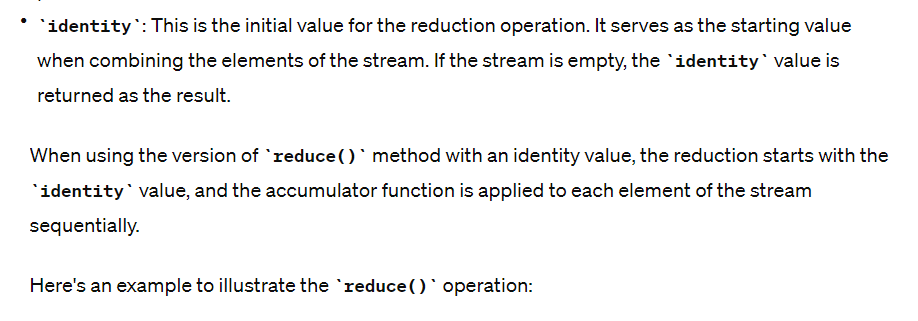 • `identity`: This is the initial value for the reduction operation. It serves as the starting value
when combining the elements of the stream. If the stream is empty, the `identity` value is
returned as the result.
When using the version of `reduce()` method with an identity value, the reduction starts with the
`identity` value, and the accumulator function is applied to each element of the stream
sequentially.
Here's an example to illustrate the `reduce()` operation: